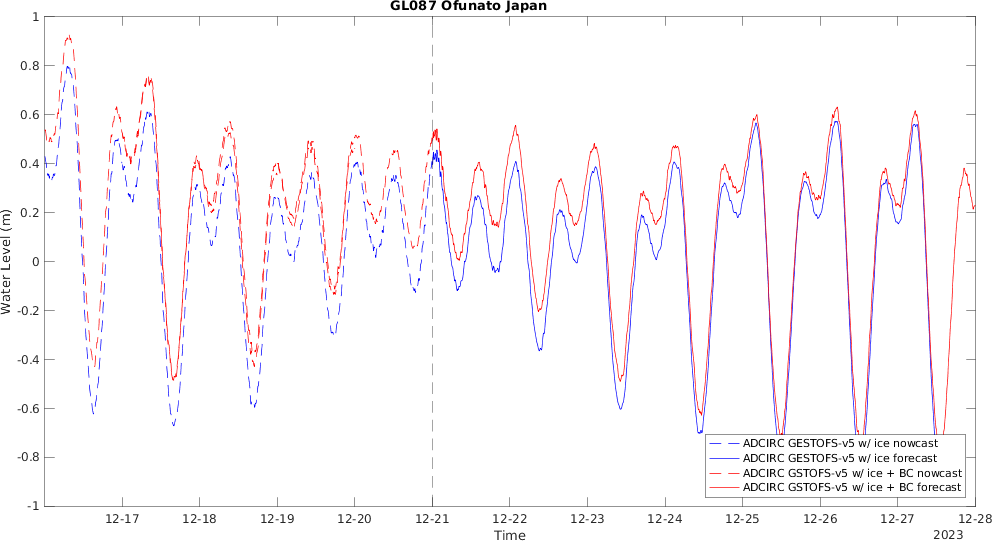 GL087 Ofunato Japan
1
0.8
0.6
0.4
0.2
0
-0.2
-0.4
-0.6
-0.8
-1
Water Level (m)
ADCIRC GESTOFS-v5 w/ ice nowcast
ADCIRC GESTOFS-v5 w/ ice forecast
ADCIRC GSTOFS-v5 w/ ice + BC nowcast
ADCIRC GSTOFS-v5 w/ ice + BC forecast
12-17 12-18 12-19 12-20 12-21 12-22 12-23 12-24 12-25 12-26 12-27 12-28
Time
2023